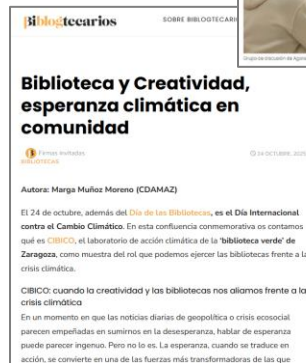 Biblogtecarios
SOBRE BIBLOGTECARI
Grupo de discusión de Agora
Biblioteca y Creatividad,
esperanza climática en
comunidad
Firmas invitadas
24 OCTUBRE, 2025
BIBLIOTECAS
Autora: Marga Muñoz Moreno (CDAMAZ)
El 24 de octubre, además del Día de las Bibliotecas, es el Día Internacional
contra el Cambio Climático. En esta confluencia conmemorativa os contamos
qué es CIBICO, el laboratorio de acción climática de la 'biblioteca verde' de
Zaragoza, como muestra del rol que podemos ejercer las bibliotecas frente a la
crisis climática.
CIBICO: cuando la creatividad y las bibliotecas nos aliamos frente a la
crisis climática
En un momento en que las noticias diarias de geopolítica o crisis ecosocial
parecen empeñadas en sumirnos en la desesperanza, hablar de esperanza
puede parecer ingenuo. Pero no lo es. La esperanza, cuando se traduce en
acción, se convierte en una de las fuerzas más transformadoras de las que